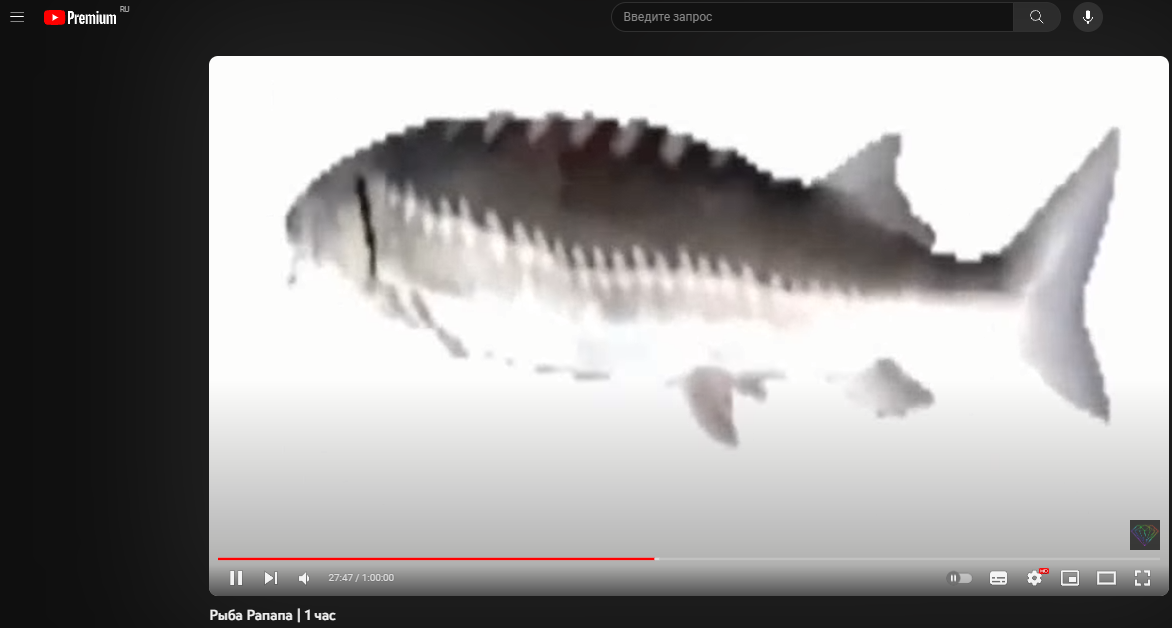 Premium RU
Введите запрос
27:47 / 1:00:00
HD
Рыба Рапапа | 1 час